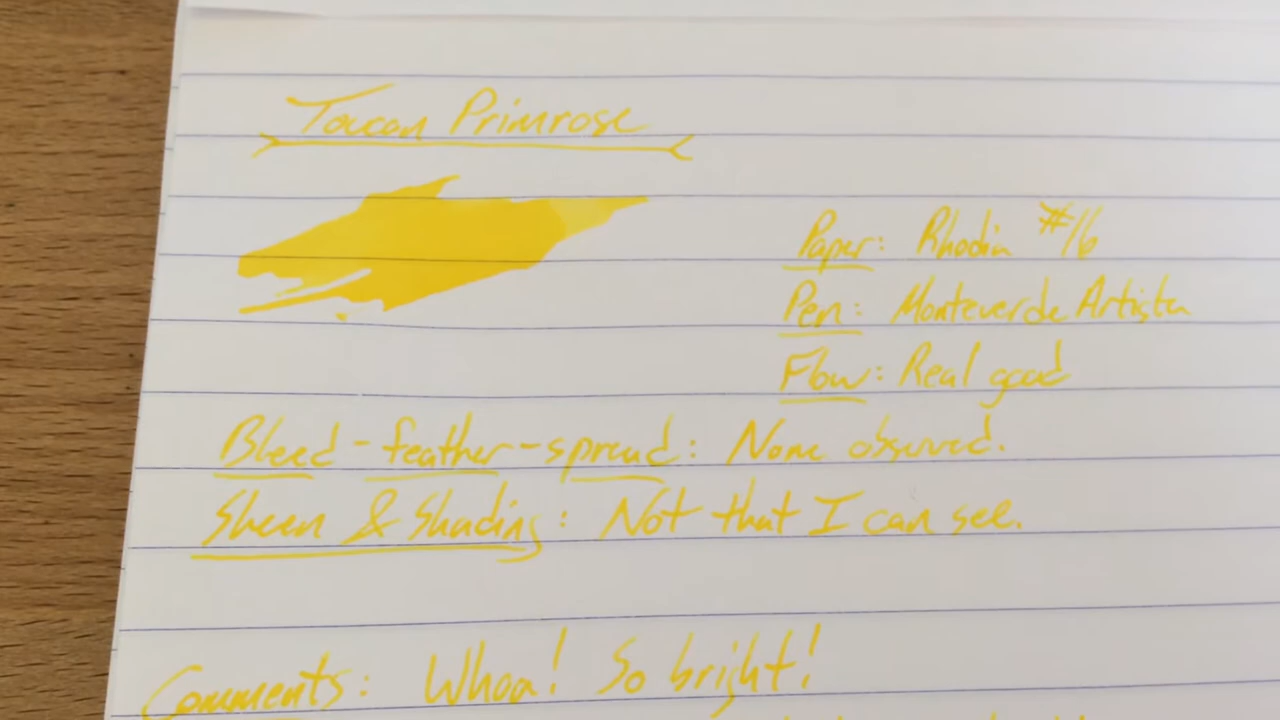 Toucan Primrose
Paper: Rhodia #16
Pen: Monteverde Artista
Flow: Real good
Bleed-feather-spread: None observed.
Sheen & Shading: Not that I can see.
Comments: Whoa! So bright!